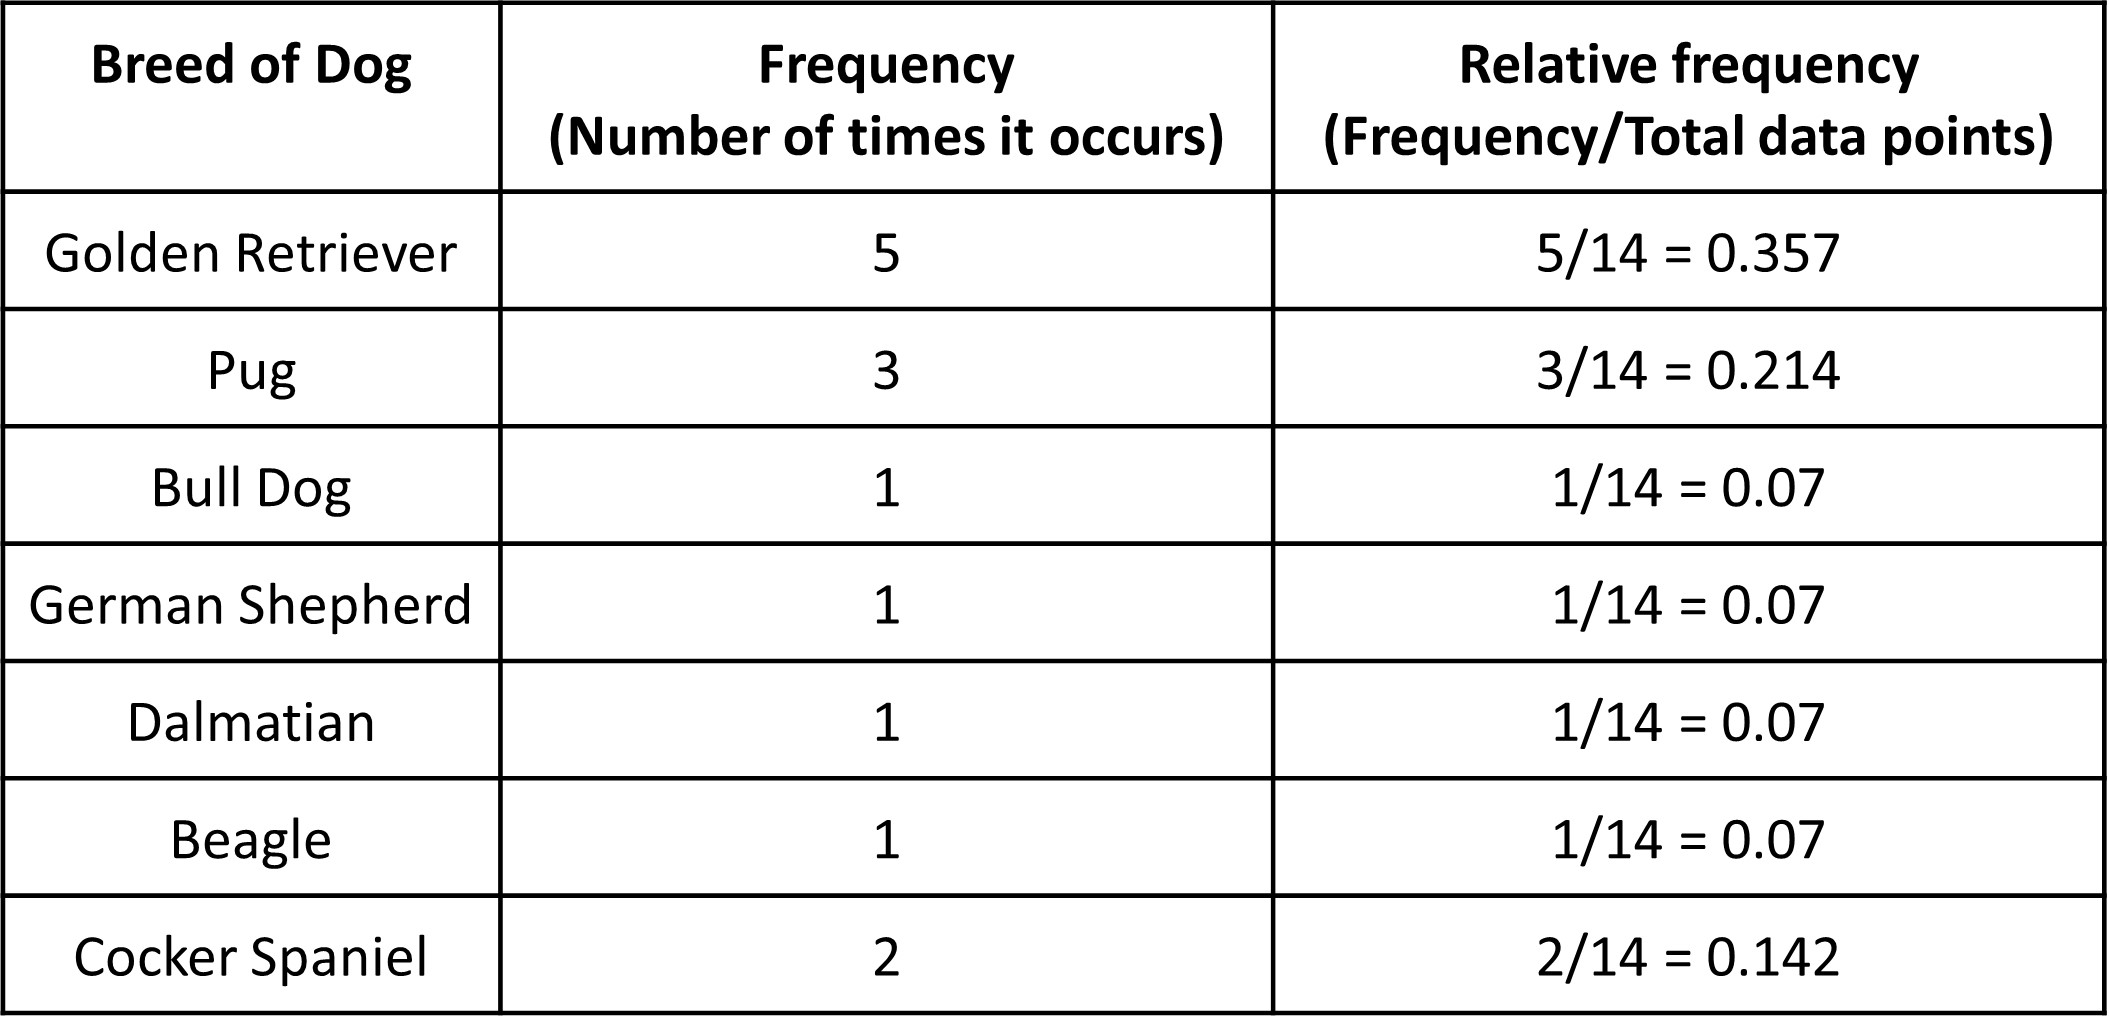 Breed of Dog
Frequency
(Number of times it occurs)
Relative frequency
(Frequency/Total data points)
Golden Retriever 5 5/14 = 0.357
Pug 3 3/14 = 0.214
Bull Dog 1 1/14 = 0.07
German Shepherd 1 1/14 = 0.07
Dalmatian 1 1/14 = 0.07
Beagle 1 1/14 = 0.07
Cocker Spaniel 2 2/14 = 0.142